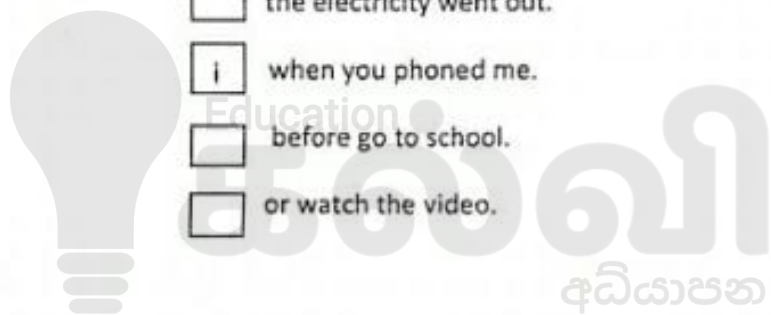 the electricity went out.
i when you phoned me.
Education
before go to school.
கல்வி
or watch the video.
අධ්‍යාපන